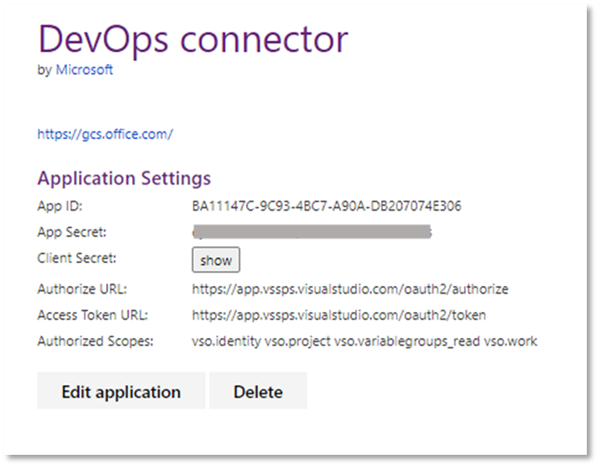 DevOps connector
by Microsoft
https://gcs.office.com/
Application Settings
App ID: BA11147C-9C93-4BC7-A90A-DB207074E306
App Secret:
Client Secret: show
Authorize URL: https://app.vssps.visualstudio.com/oauth2/authorize
Access Token URL: https://app.vssps.visualstudio.com/oauth2/token
Authorized Scopes: vso.identity vso.project vso.variablegroups_read vso.work
Edit application Delete